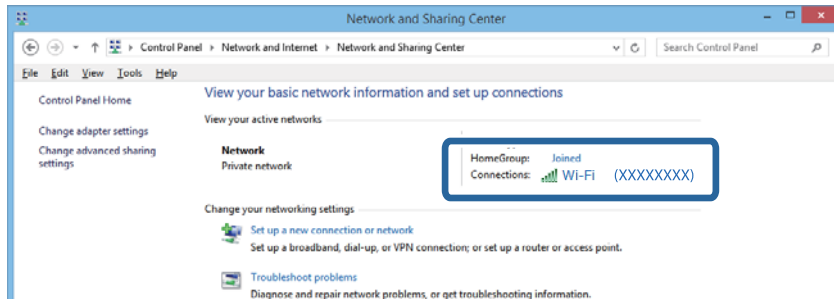 Network and Sharing Center
Control Panel Network and Internet Network and Sharing Center
Search Control Panel
File Edit View Tools Help
Control Panel Home
Change adapter settings
Change advanced sharing
settings
View your basic network information and set up connections
View your active networks
Network
Private network
HomeGroup: Joined
Connections: Wi-Fi (XXXXXXXX)
Change your networking settings
Set up a new connection or network
Set up a broadband, dial-up, or VPN connection; or set up a router or access point.
Troubleshoot problems
Diagnose and repair network problems, or get troubleshooting information.